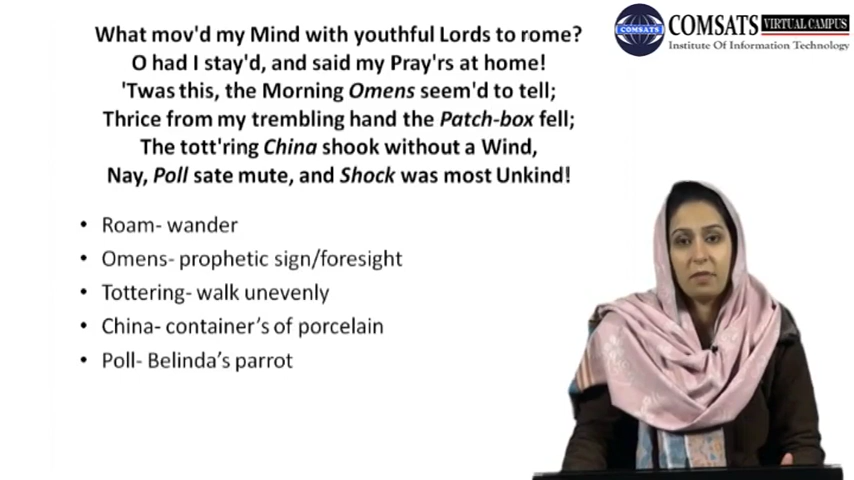 What mov'd my Mind with youthful Lords to rome?
O had I stay'd, and said my Pray'rs at home!
'Twas this, the Morning Omens seem'd to tell;
Thrice from my trembling hand the Patch-box fell;
The tott'ring China shook without a Wind,
Nay, Poll sate mute, and Shock was most Unkind!
• Roam- wander
• Omens- prophetic sign/foresight
• Tottering- walk unevenly
• China- container's of porcelain
• Poll- Belinda's parrot
COMSATS
COMSATS VIRTUAL CAMPUS
Institute Of Information Technology